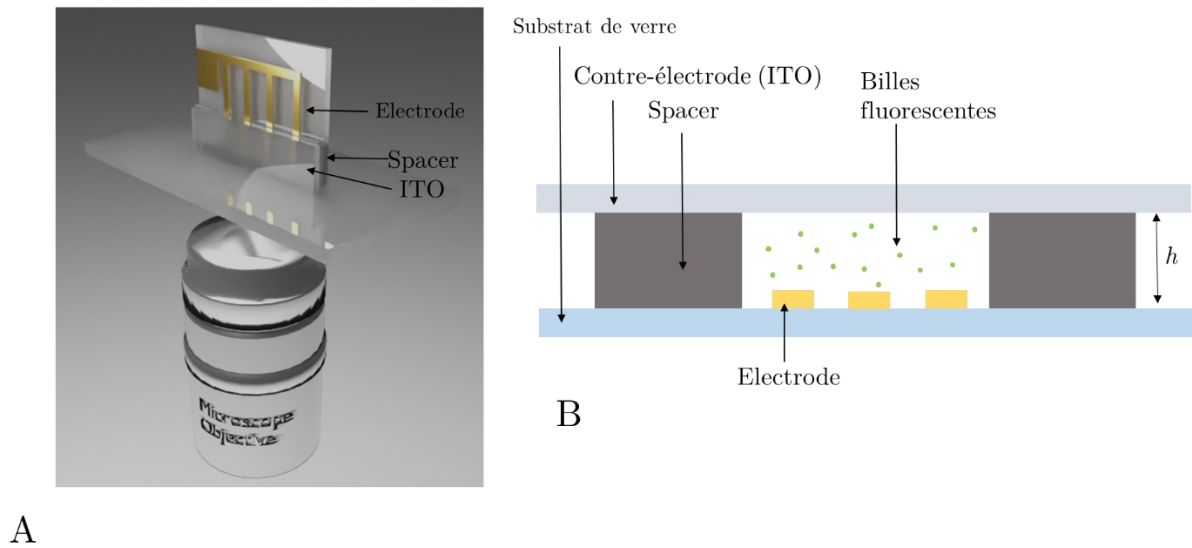 Electrode
Spacer
ITO
Microscope
Objective
A
Substrat de verre
Contre-électrode (ITO)
Spacer
Billes
fluorescentes
h
Electrode
B